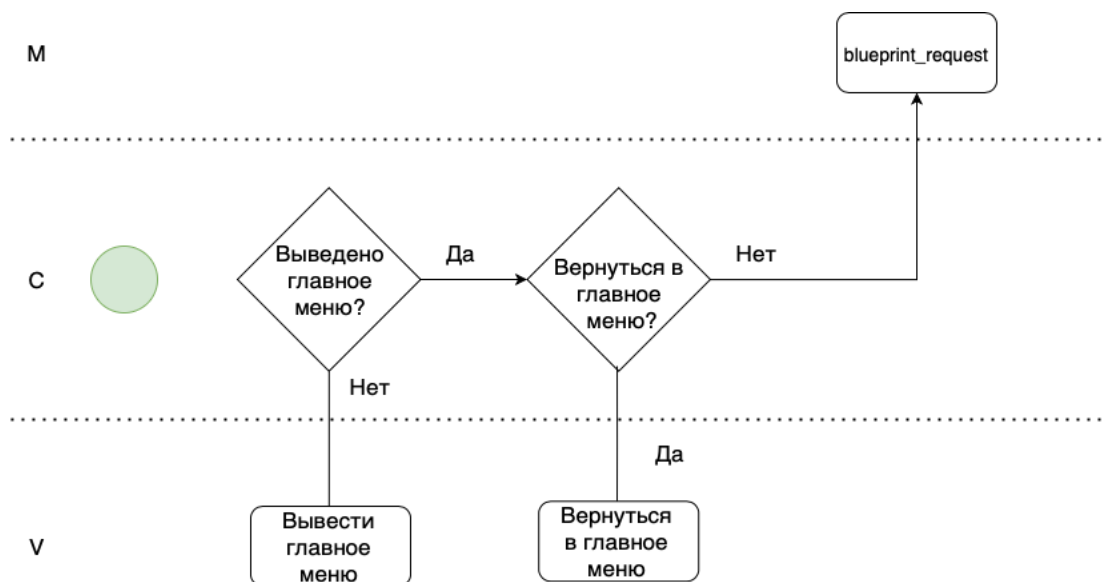 M
blueprint_request
C
Выведено
главное
меню?
Да
Вернуться в
главное
меню?
Нет
Нет
Да
V
Вывести
главное
меню
Вернуться
в главное
меню